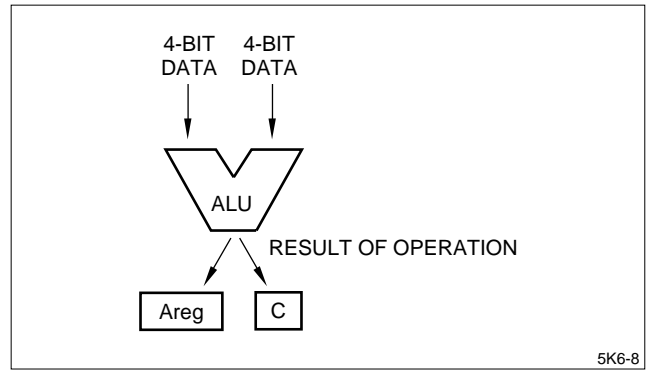 4-BIT 4-BIT
DATA DATA
ALU
RESULT OF OPERATION
Areg C
5K6-8